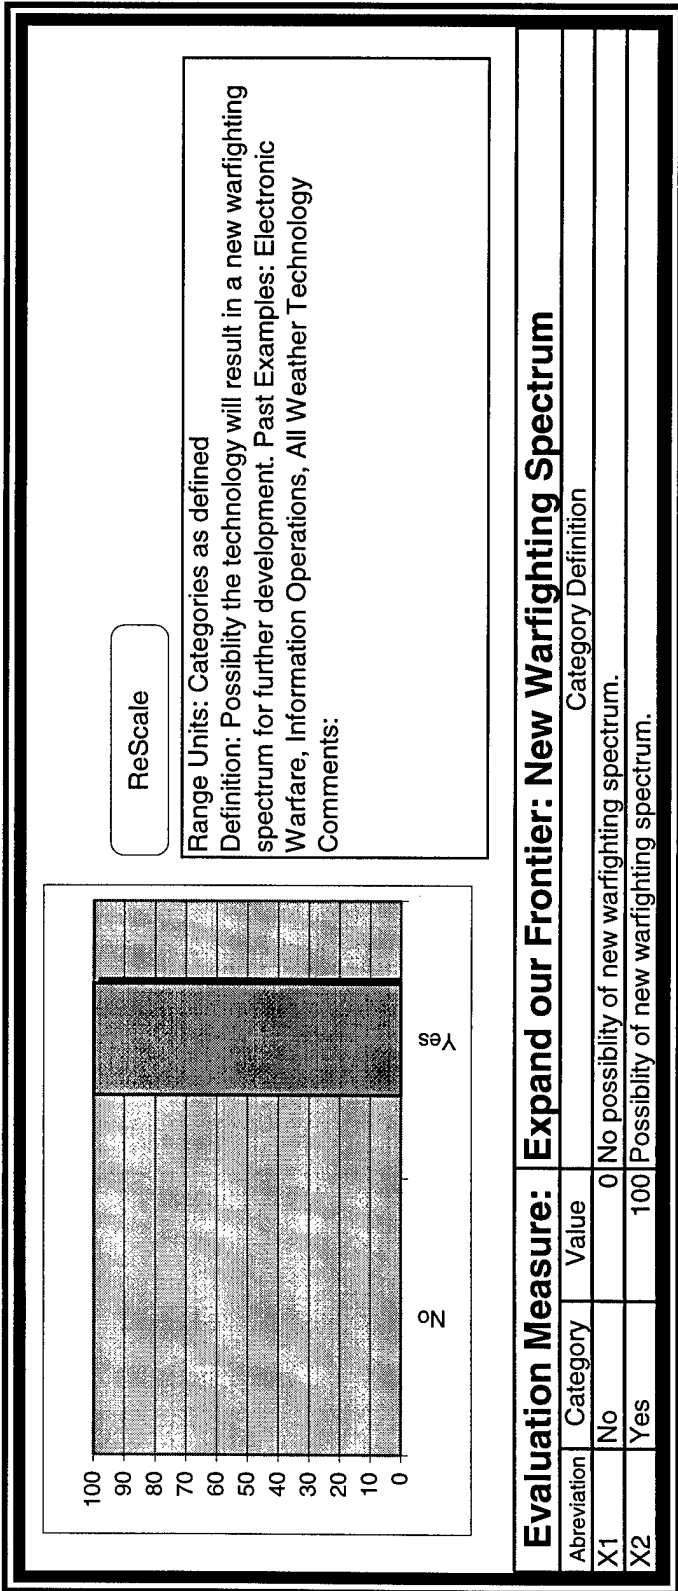 100
90
80
70
60
50
40
30
20
10
0
No
Yes
ReScale
Range Units: Categories as defined
Definition: Possiblity the technology will result in a new warfighting
spectrum for further development. Past Examples: Electronic
Warfare, Information Operations, All Weather Technology
Comments:
Evaluation Measure: Expand our Frontier: New Warfighting Spectrum
Abreviation Category Value Category Definition
X1 No 0 No possiblity of new warfighting spectrum.
X2 Yes 100 Possiblity of new warfighting spectrum.